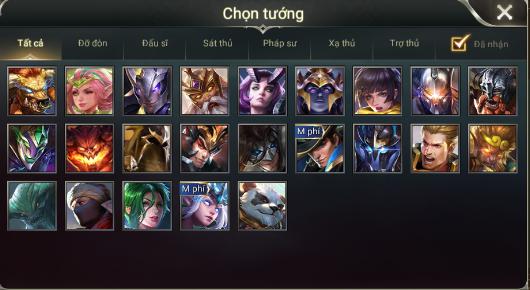 Chọn tướng
Tất cả Đỡ đòn Đấu sĩ Sát thủ Pháp sư Xạ thủ Trợ thủ Đã nhận
M phí
M phí